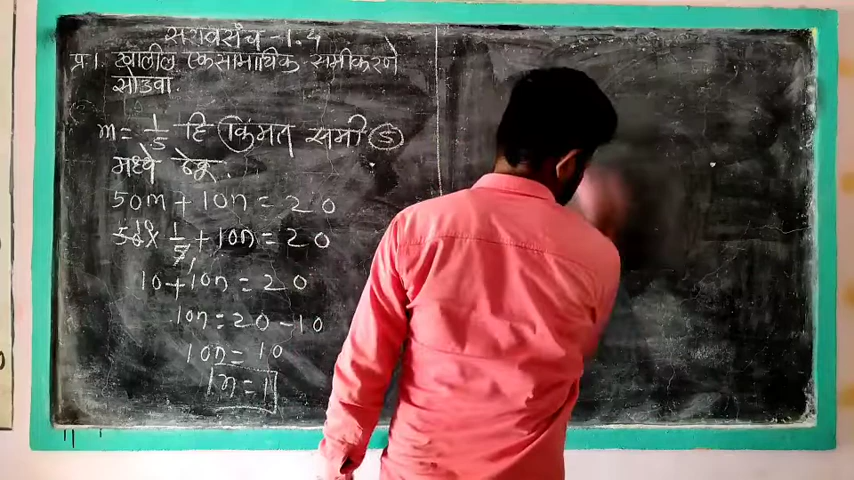 सरावसंच - 1.4
प्र. 1. खालील एकसामायिक समीकरणे
सोडवा.
m = 1/5 हि किंमत समी (5)
मध्ये ठेवू.
50m + 10n = 20
50 × 1/5 + 10n = 20
10 + 10n = 20
10n = 20 - 10
10n = 10
n = 1